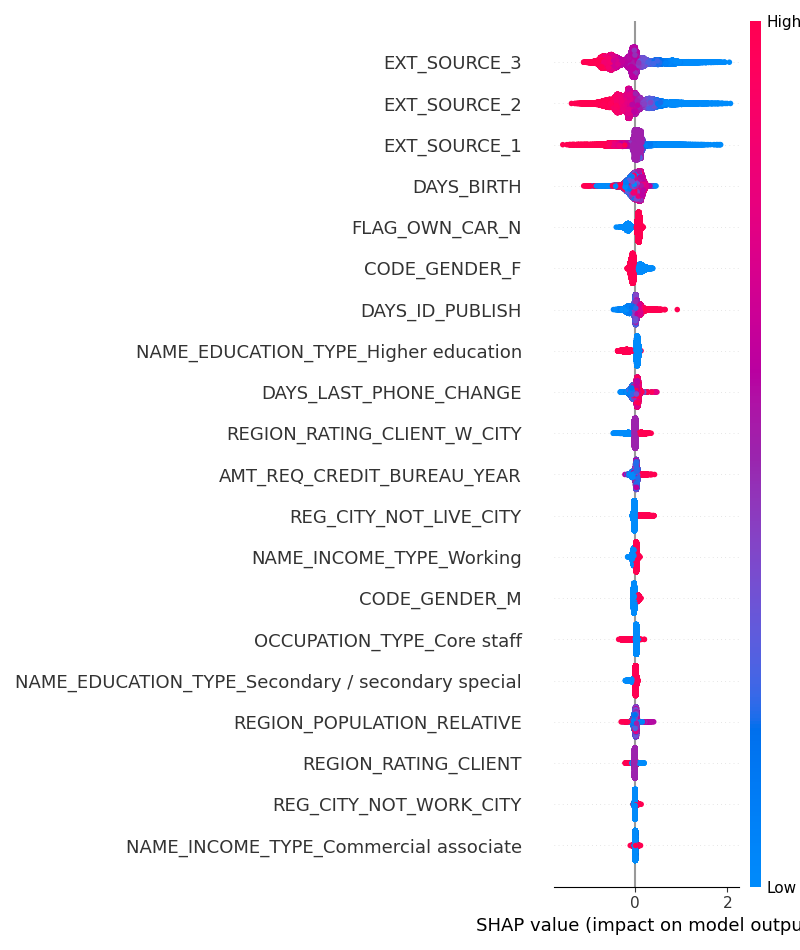 High
EXT_SOURCE_3
EXT_SOURCE_2
EXT_SOURCE_1
DAYS_BIRTH
FLAG_OWN_CAR_N
CODE_GENDER_F
DAYS_ID_PUBLISH
NAME_EDUCATION_TYPE_Higher education
DAYS_LAST_PHONE_CHANGE
REGION_RATING_CLIENT_W_CITY
AMT_REQ_CREDIT_BUREAU_YEAR
REG_CITY_NOT_LIVE_CITY
NAME_INCOME_TYPE_Working
CODE_GENDER_M
OCCUPATION_TYPE_Core staff
NAME_EDUCATION_TYPE_Secondary / secondary special
REGION_POPULATION_RELATIVE
REGION_RATING_CLIENT
REG_CITY_NOT_WORK_CITY
NAME_INCOME_TYPE_Commercial associate
Low
0 2
SHAP value (impact on model outpu